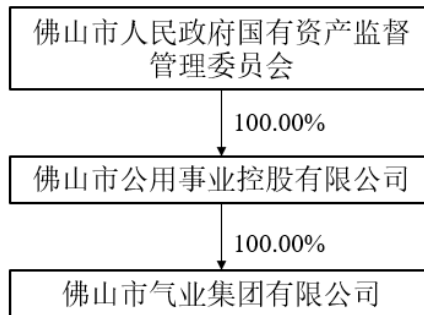 佛山市人民政府国有资产监督
管理委员会
100.00%
佛山市公用事业控股有限公司
100.00%
佛山市气业集团有限公司